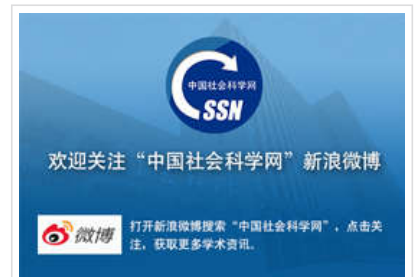 中国社会科学网
CSSN
欢迎关注“中国社会科学网”新浪微博
微博
打开新浪微博搜索“中国社会科学网”，点击关
注，获取更多学术资讯。